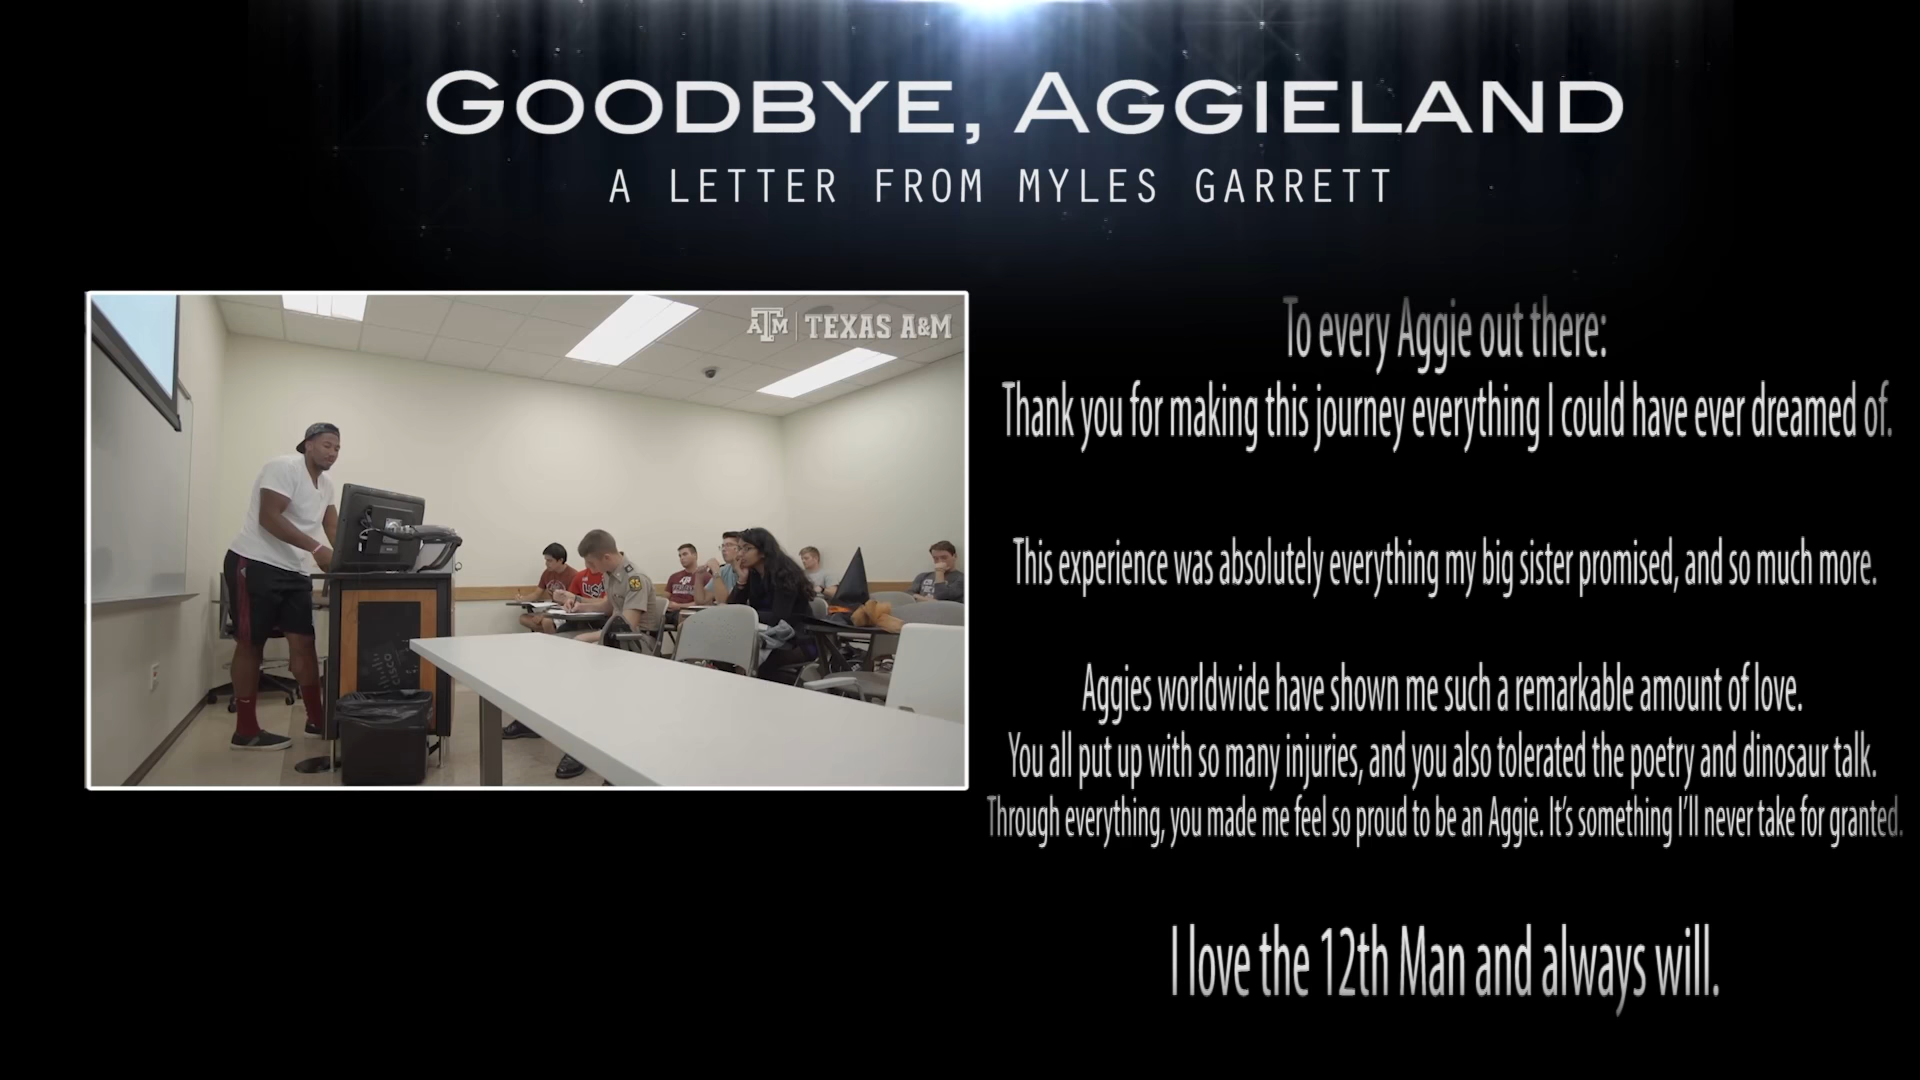 GOODBYE, AGGIELAND
A LETTER FROM MYLES GARRETT
ATM | TEXAS A&M
To every Aggie out there:
Thank you for making this journey everything I could have ever dreamed of.
This experience was absolutely everything my big sister promised, and so much more.
Aggies worldwide have shown me such a remarkable amount of love.
You all put up with so many injuries, and you also tolerated the poetry and dinosaur talk.
Through everything, you made me feel so proud to be an Aggie. It's something I'll never take for granted.
I love the 12th Man and always will.
cisco